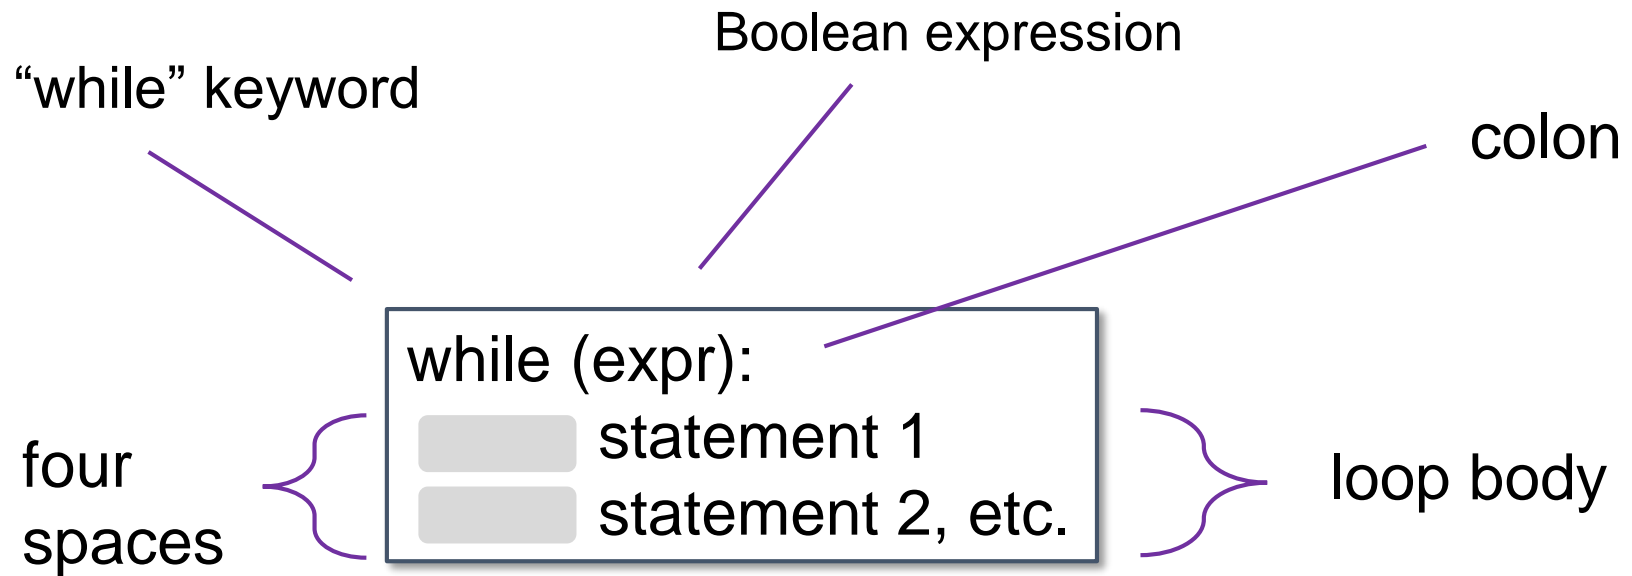 Boolean expression
“while” keyword
colon
while (expr):
statement 1
statement 2, etc.
four
spaces
loop body